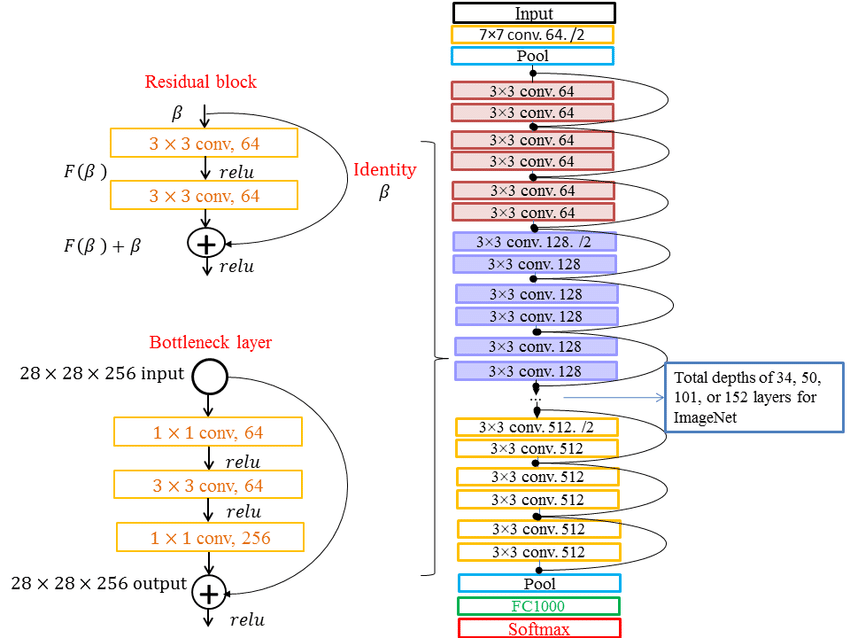 Residual block
β
3 × 3 conv, 64
F(β)
relu
3 × 3 conv, 64
Identity
β
F(β) + β
+
relu
Bottleneck layer
28 × 28 × 256 input
1 × 1 conv, 64
relu
3 × 3 conv, 64
relu
1 × 1 conv, 256
28 × 28 × 256 output
+
relu
Input
7×7 conv. 64. /2
Pool
3×3 conv. 64
3×3 conv. 64
3×3 conv. 64
3×3 conv. 64
3×3 conv. 64
3×3 conv. 64
3×3 conv. 128. /2
3×3 conv. 128
3×3 conv. 128
3×3 conv. 128
3×3 conv. 128
3×3 conv. 128
...
Total depths of 34, 50,
101, or 152 layers for
ImageNet
3×3 conv. 512. /2
3×3 conv. 512
3×3 conv. 512
3×3 conv. 512
3×3 conv. 512
3×3 conv. 512
Pool
FC1000
Softmax